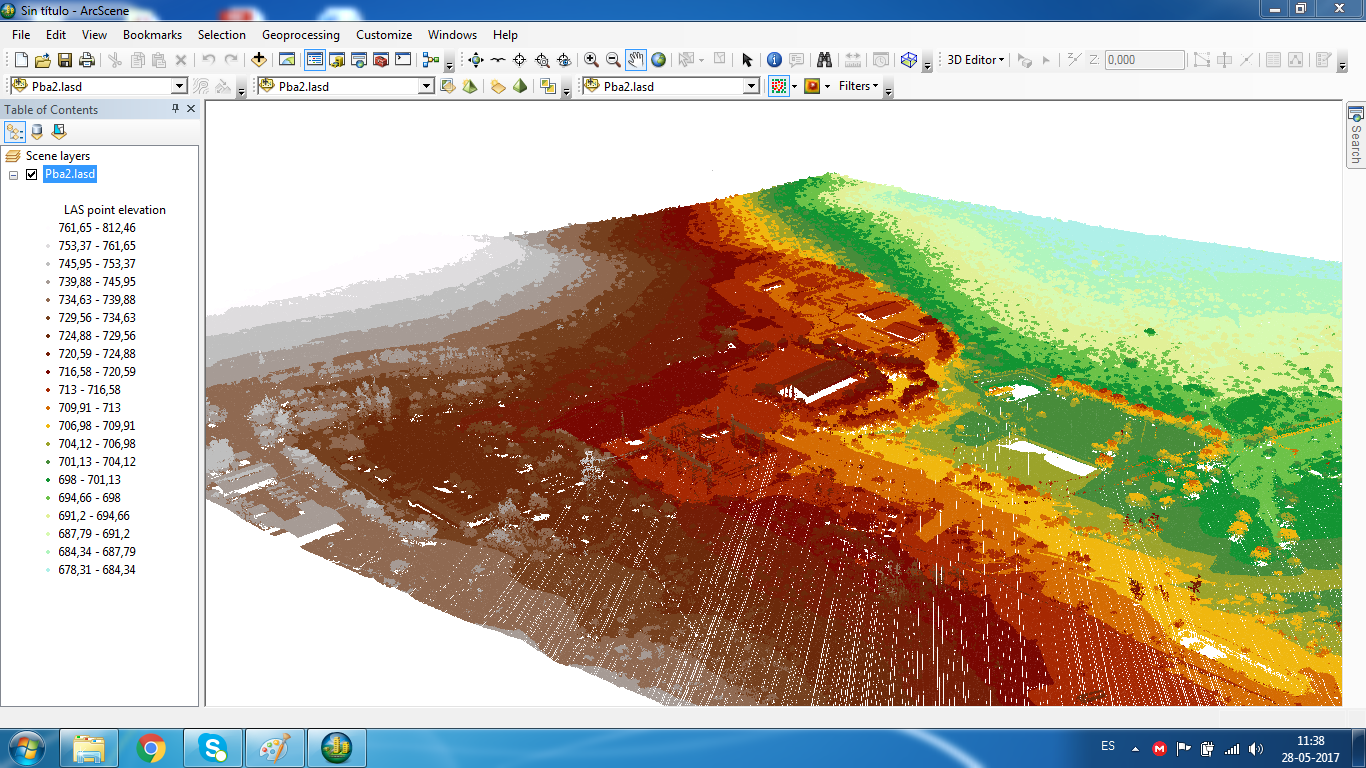 Sin título - ArcScene
File Edit View Bookmarks Selection Geoprocessing Customize Windows Help
3D Editor Z: 0,000
Pba2.lasd Pba2.lasd Pba2.lasd Filters
Table of Contents
Scene layers
Pba2.lasd
LAS point elevation
761,65 - 812,46
753,37 - 761,65
745,95 - 753,37
739,88 - 745,95
734,63 - 739,88
729,56 - 734,63
724,88 - 729,56
720,59 - 724,88
716,58 - 720,59
713 - 716,58
709,91 - 713
706,98 - 709,91
704,12 - 706,98
701,13 - 704,12
698 - 701,13
694,66 - 698
691,2 - 694,66
687,79 - 691,2
684,34 - 687,79
678,31 - 684,34
Search
ES
11:38
28-05-2017